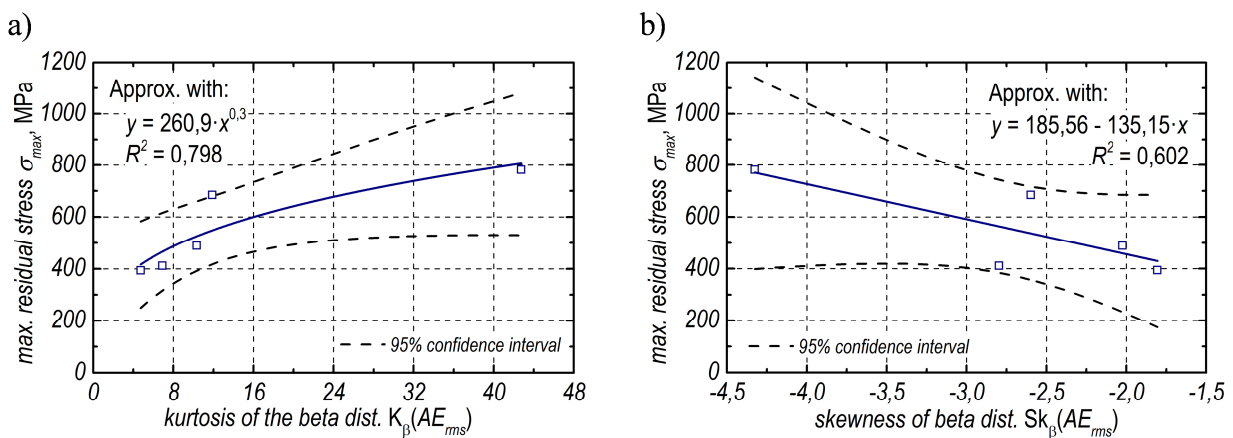 a)
1200
1000
800
600
400
200
0
max. residual stress σmax, MPa
Approx. with:
y = 260,9·x^0,3
R² = 0,798
95% confidence interval
0 8 16 24 32 40 48
kurtosis of the beta dist. Kβ(AErms)
b)
1200
1000
800
600
400
200
0
max. residual stress σmax, MPa
Approx. with:
y = 185,56 - 135,15·x
R² = 0,602
95% confidence interval
-4,5 -4,0 -3,5 -3,0 -2,5 -2,0 -1,5
skewness of beta dist. Skβ(AErms)